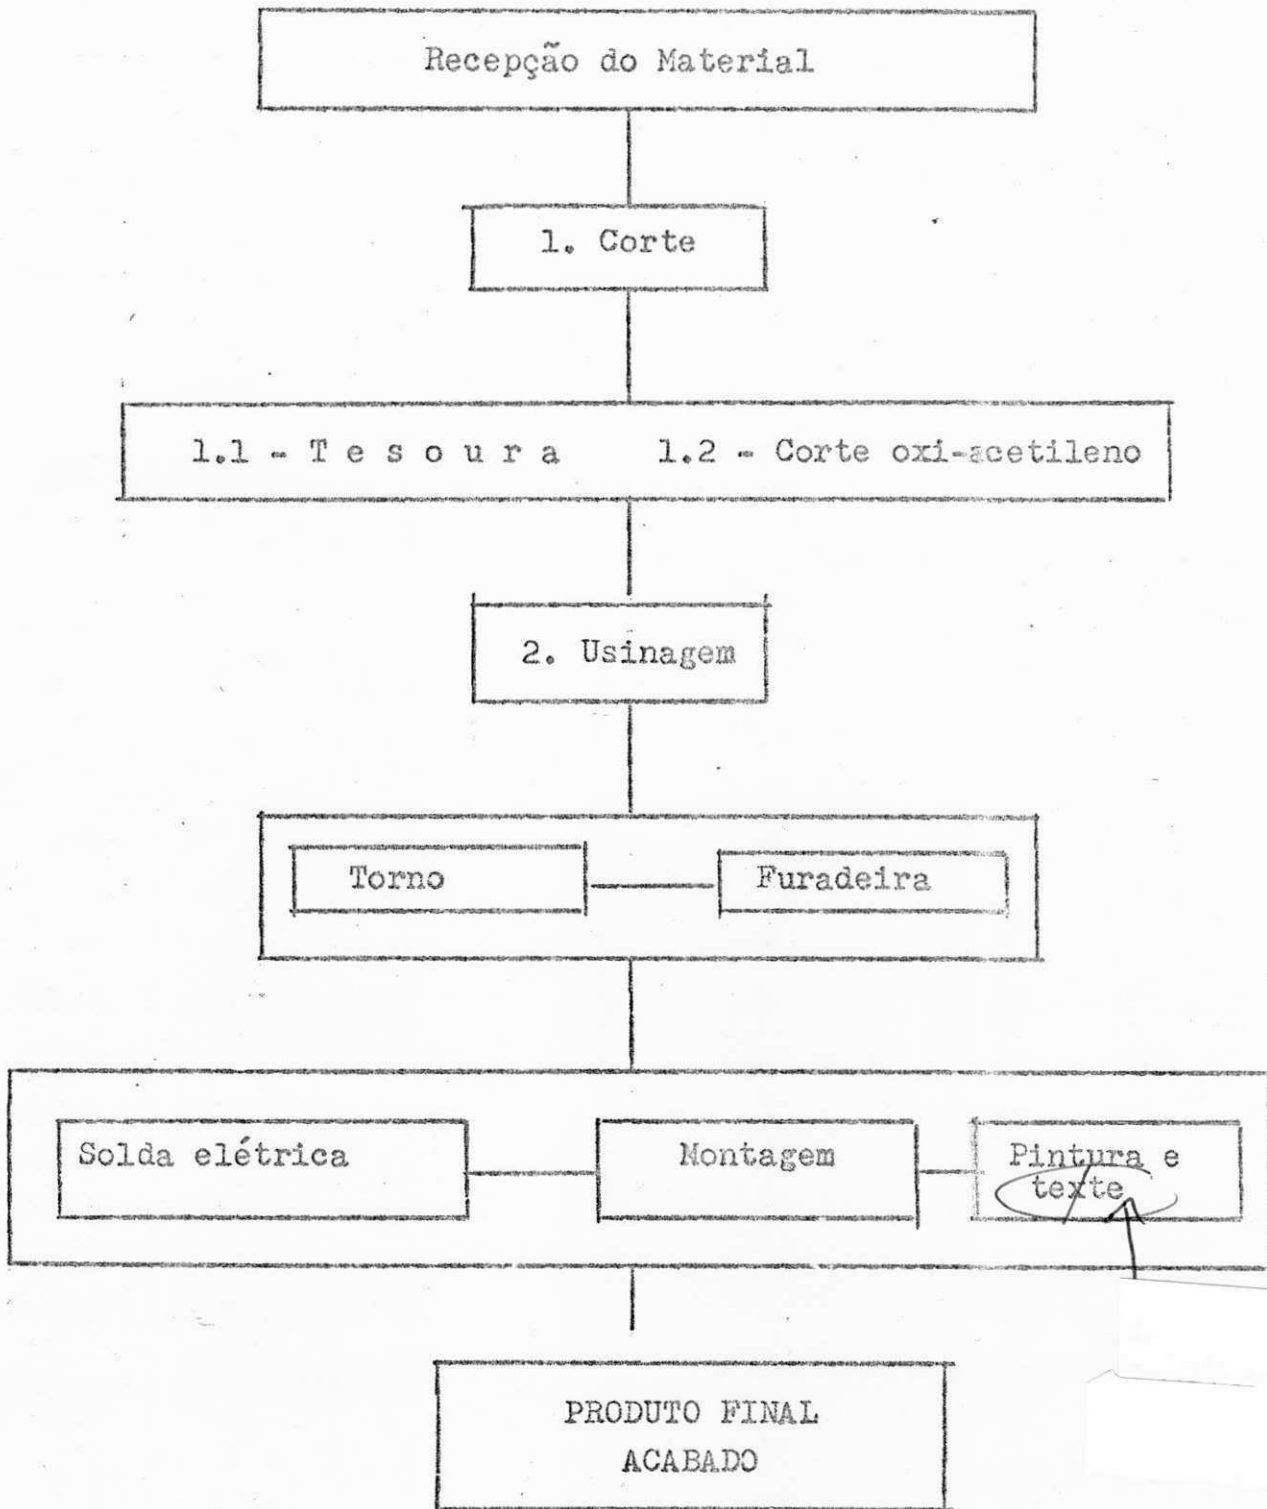 Recepção do Material
1. Corte
1.1 - T e s o u r a 1.2 - Corte oxi-acetileno
2. Usinagem
Torno Furadeira
Solda elétrica Montagem Pintura e
texte
PRODUTO FINAL
ACABADO